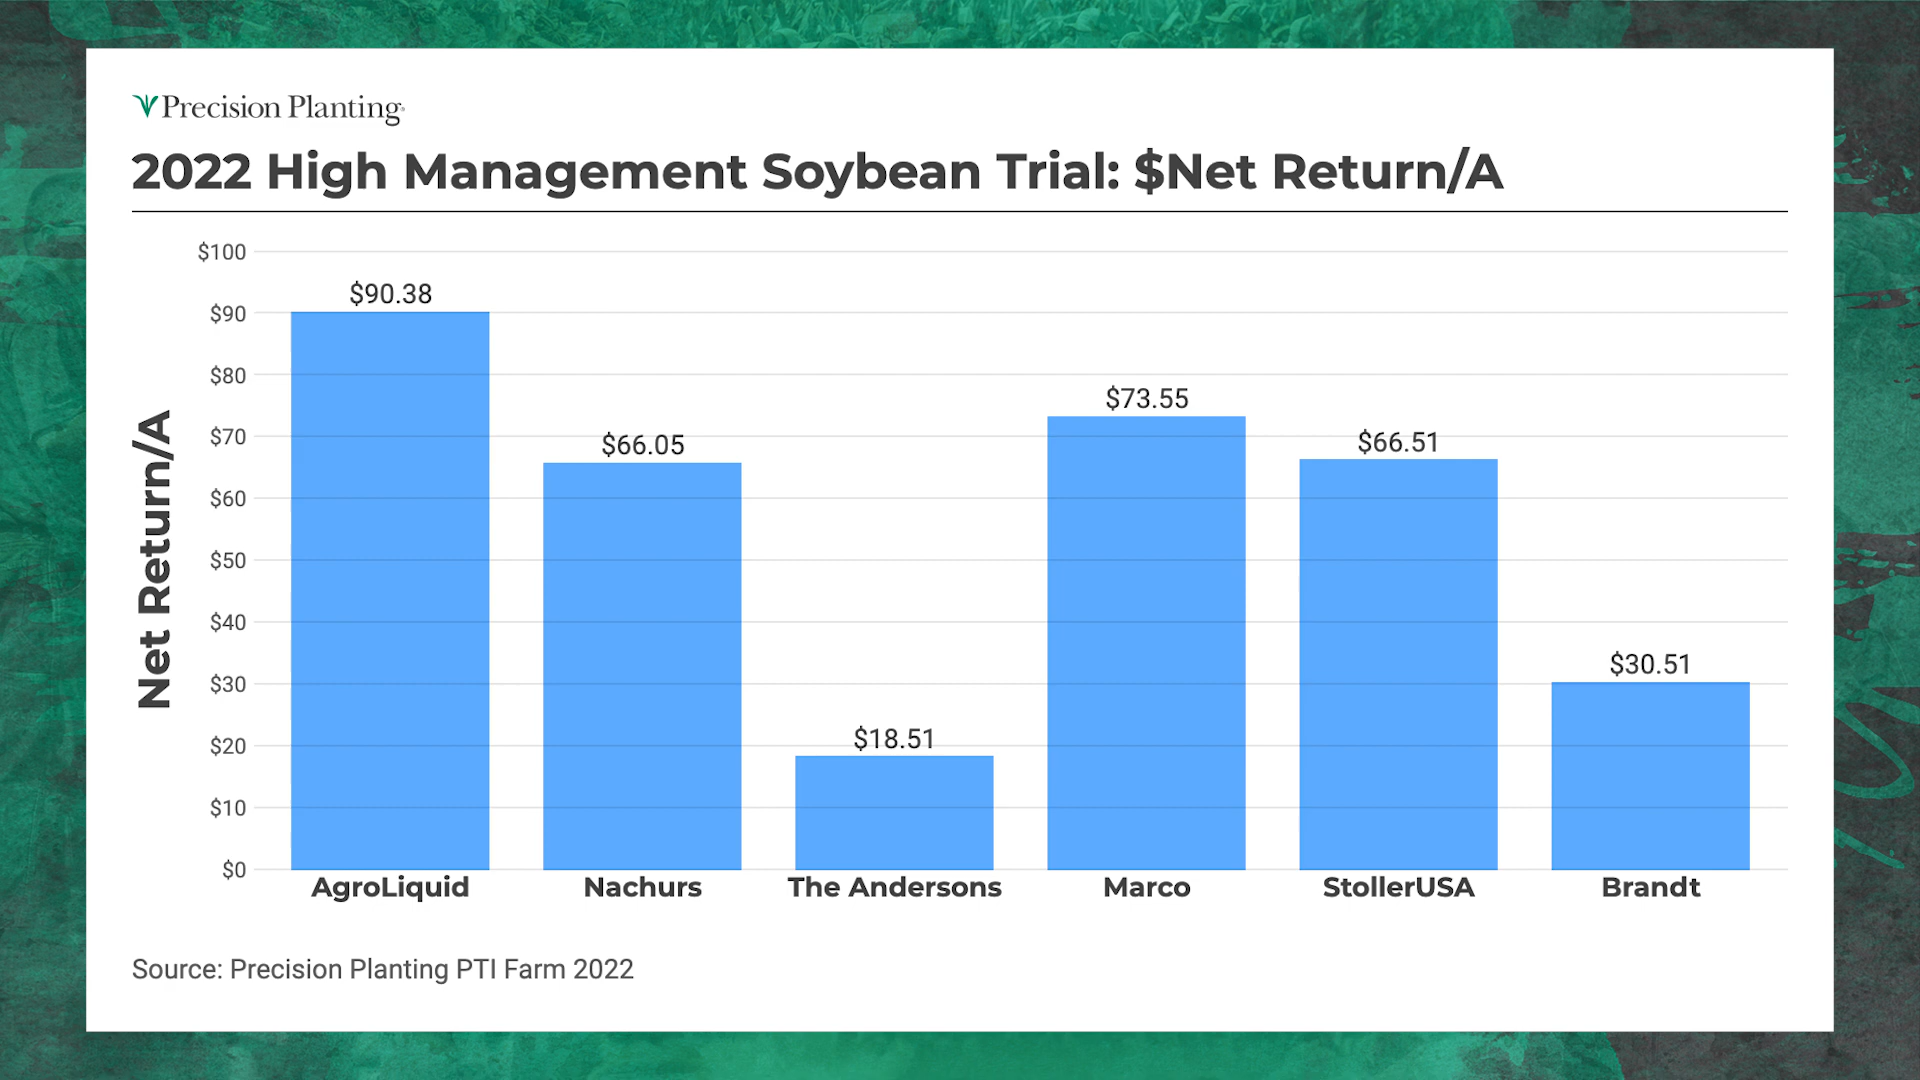 Precision Planting
2022 High Management Soybean Trial: $Net Return/A
Net Return/A
$100
$90
$80
$70
$60
$50
$40
$30
$20
$10
$0
$90.38
$66.05
$18.51
$73.55
$66.51
$30.51
AgroLiquid
Nachurs
The Andersons
Marco
StollerUSA
Brandt
Source: Precision Planting PTI Farm 2022